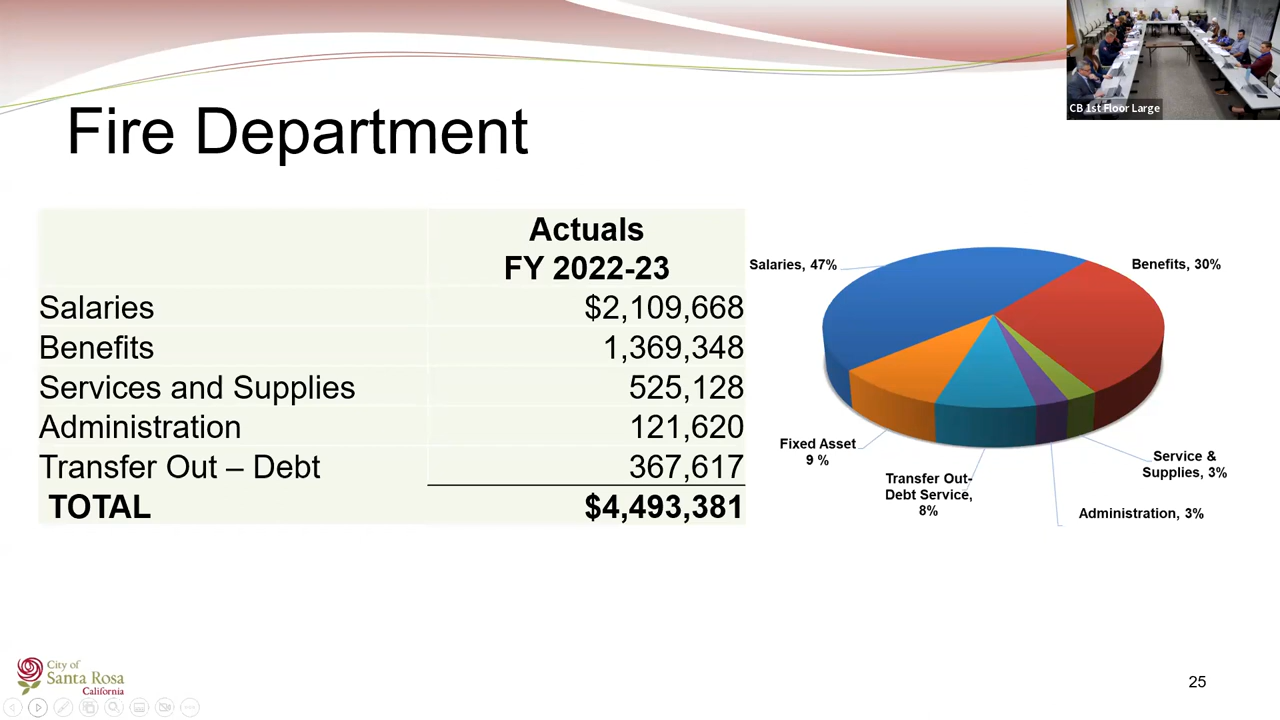 CB 1st Floor Large
Fire Department
Actuals
FY 2022-23
Salaries $2,109,668
Benefits 1,369,348
Services and Supplies 525,128
Administration 121,620
Transfer Out – Debt 367,617
TOTAL $4,493,381
Salaries, 47%
Benefits, 30%
Fixed Asset
9 %
Transfer Out-
Debt Service,
8%
Service &
Supplies, 3%
Administration, 3%
City of
Santa Rosa
California
25